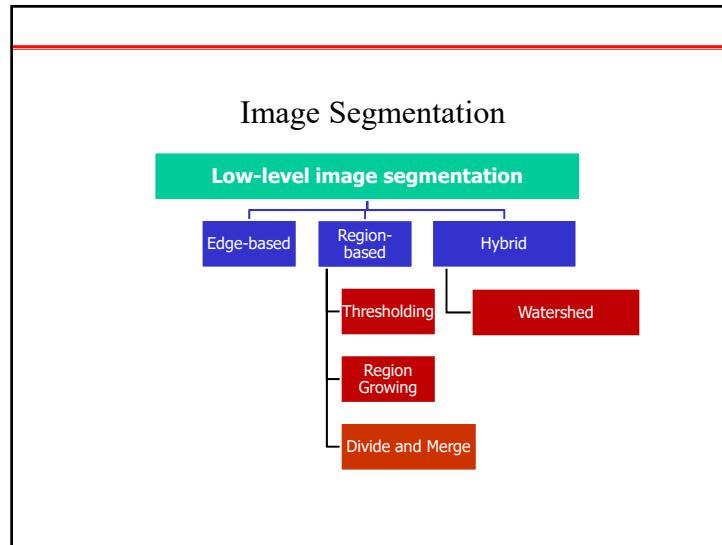 Image Segmentation
Low-level image segmentation
Edge-based
Region-
based
Hybrid
Thresholding
Watershed
Region
Growing
Divide and Merge